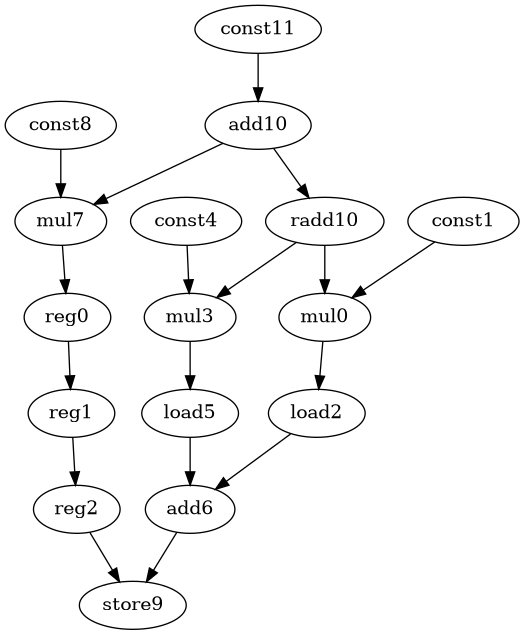 const11
const8
add10
mul7
const4
radd10
const1
reg0
mul3
mul0
reg1
load5
load2
reg2
add6
store9